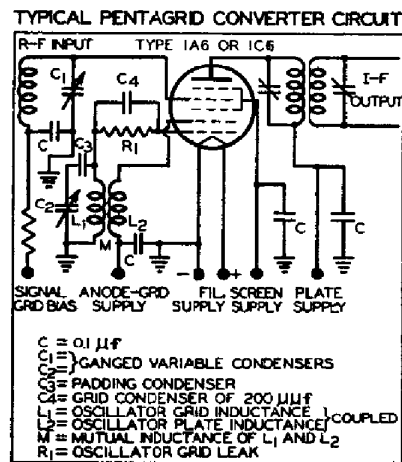 TYPICAL PENTAGRID CONVERTER CIRCUIT
R-F INPUT TYPE 1A6 OR 1C6
C1
C4
I-F
OUTPUT
C
R1
C3
C2
L1
L2
M
C
C
C
- +
SIGNAL GRID BIAS
ANODE-GRID SUPPLY
FIL. SUPPLY
SCREEN SUPPLY
PLATE SUPPLY
C = 0.1 μf
C1=
C2= } GANGED VARIABLE CONDENSERS
C3= PADDING CONDENSER
C4= GRID CONDENSER OF 200 μμf
L1= OSCILLATOR GRID INDUCTANCE
L2= OSCILLATOR PLATE INDUCTANCE } COUPLED
M = MUTUAL INDUCTANCE OF L1 AND L2
R1= OSCILLATOR GRID LEAK